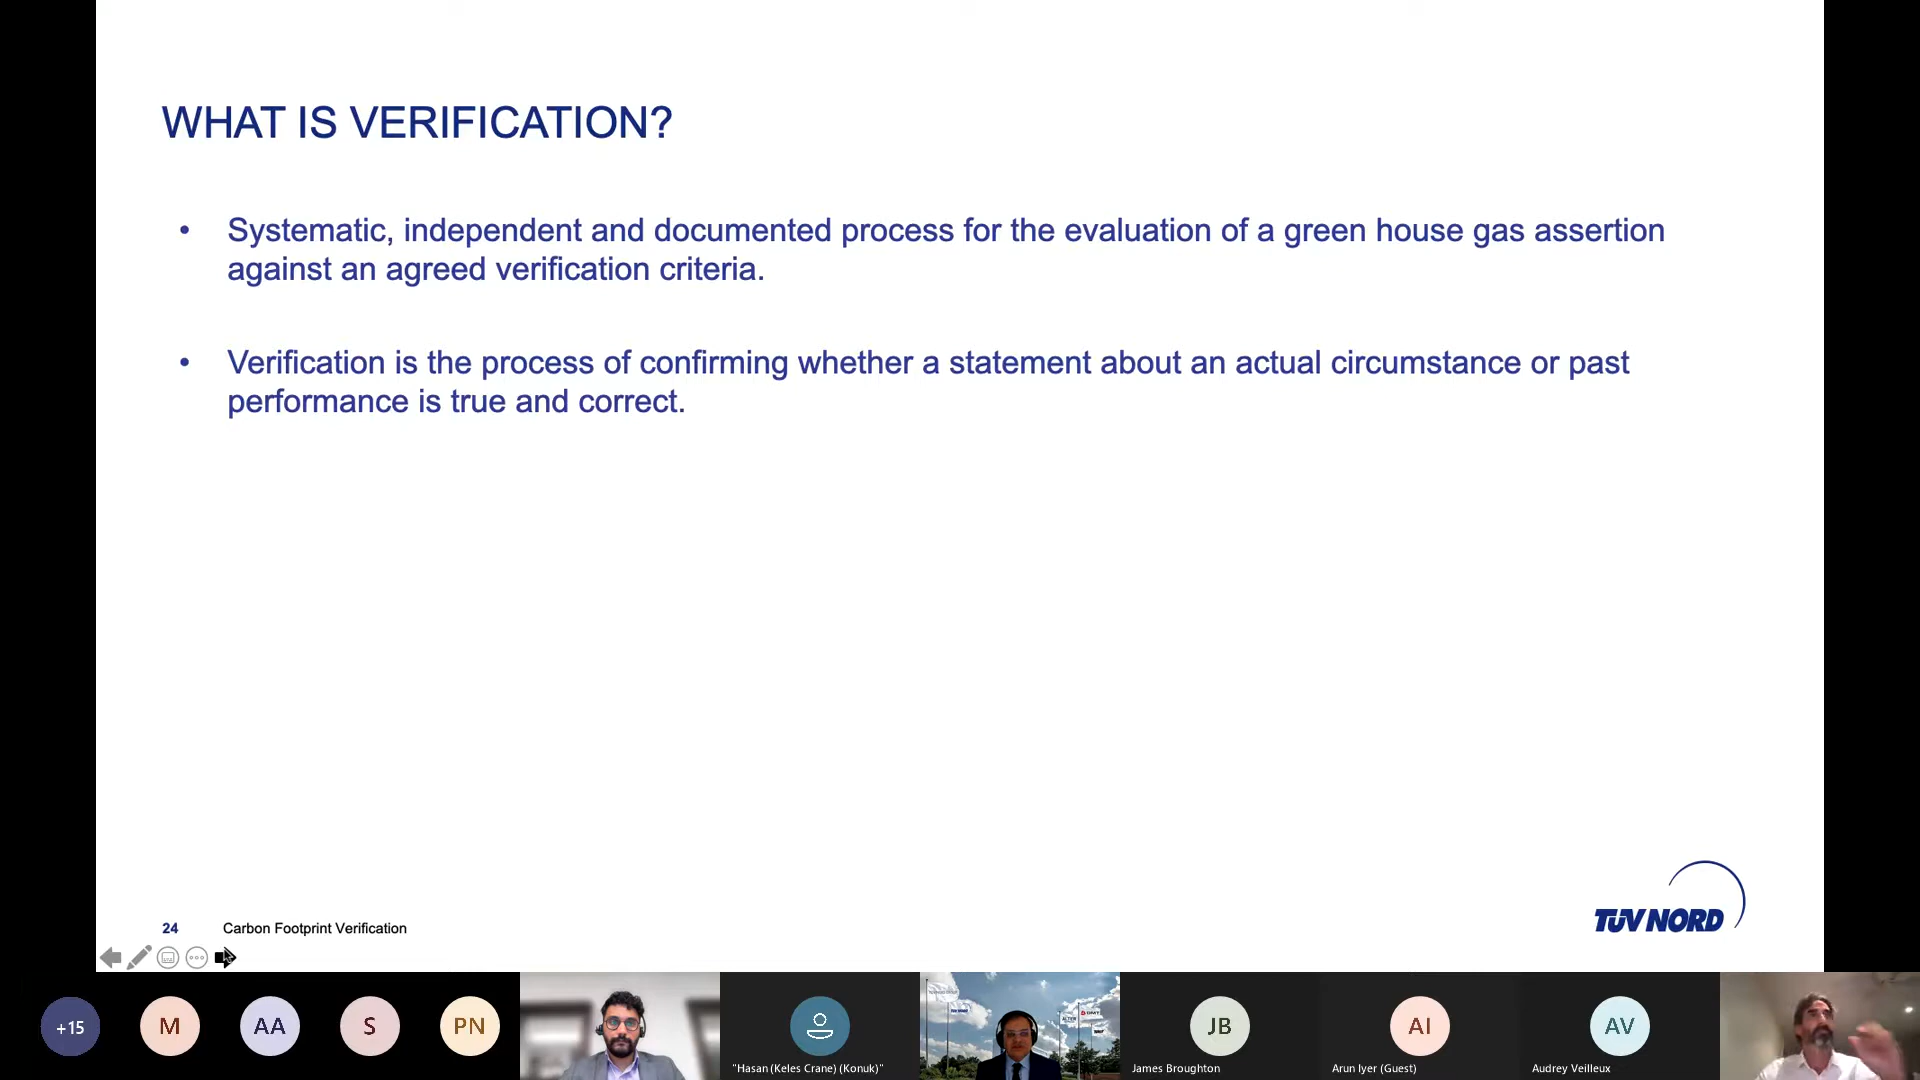 WHAT IS VERIFICATION?
• Systematic, independent and documented process for the evaluation of a green house gas assertion
against an agreed verification criteria.
• Verification is the process of confirming whether a statement about an actual circumstance or past
performance is true and correct.
TÜV NORD
24 Carbon Footprint Verification
+15 M AA S PN JB AI AV
"Hasan (Keles Crane) (Konuk)" James Broughton Arun Iyer (Guest) Audrey Veilleux